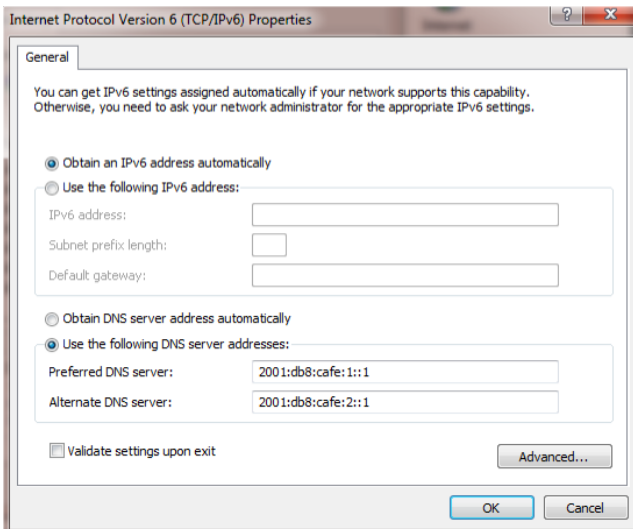 Internet Protocol Version 6 (TCP/IPv6) Properties
?
X
General
You can get IPv6 settings assigned automatically if your network supports this capability.
Otherwise, you need to ask your network administrator for the appropriate IPv6 settings.
Obtain an IPv6 address automatically
Use the following IPv6 address:
IPv6 address:
Subnet prefix length:
Default gateway:
Obtain DNS server address automatically
Use the following DNS server addresses:
Preferred DNS server: 2001:db8:cafe:1::1
Alternate DNS server: 2001:db8:cafe:2::1
Validate settings upon exit
Advanced...
OK Cancel